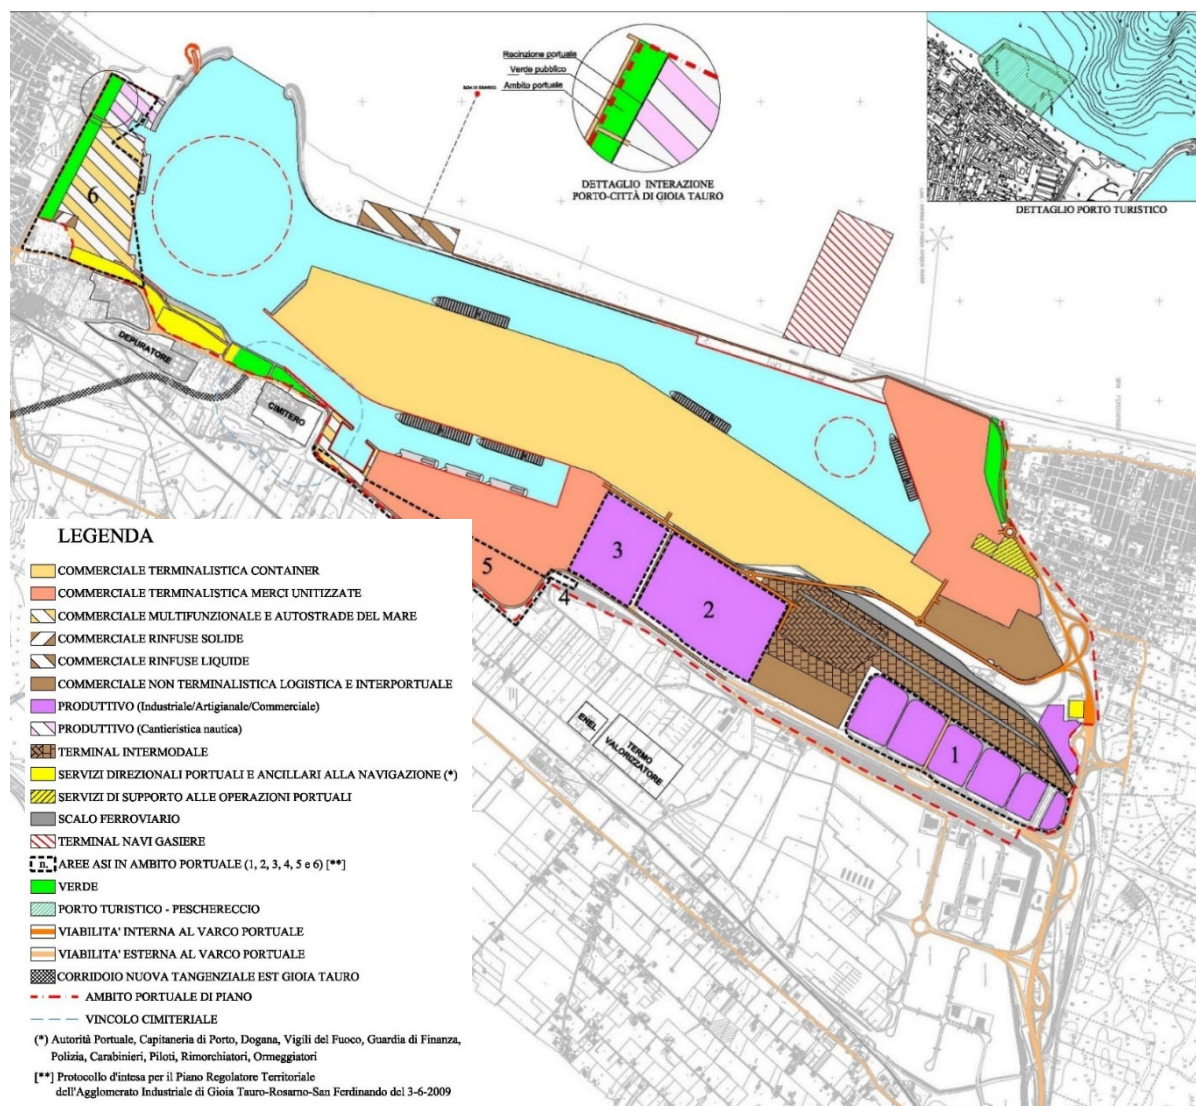 Recinzione portuale
Verde pubblico
Ambito portuale
DETTAGLIO INTERAZIONE
PORTO-CITTÀ DI GIOIA TAURO
DETTAGLIO PORTO TURISTICO
6
DEPURATORE
CIMITERO
5
4
3
2
1
ENEL
TERMO
VALORIZZATORE
LEGENDA
COMMERCIALE TERMINALISTICA CONTAINER
COMMERCIALE TERMINALISTICA MERCI UNITIZZATE
COMMERCIALE MULTIFUNZIONALE E AUTOSTRADE DEL MARE
COMMERCIALE RINFUSE SOLIDE
COMMERCIALE RINFUSE LIQUIDE
COMMERCIALE NON TERMINALISTICA LOGISTICA E INTERPORTUALE
PRODUTTIVO (Industriale/Artigianale/Commerciale)
PRODUTTIVO (Cantieristica nautica)
TERMINAL INTERMODALE
SERVIZI DIREZIONALI PORTUALI E ANCILLARI ALLA NAVIGAZIONE (*)
SERVIZI DI SUPPORTO ALLE OPERAZIONI PORTUALI
SCALO FERROVIARIO
TERMINAL NAVI GASIERE
n. AREE ASI IN AMBITO PORTUALE (1, 2, 3, 4, 5 e 6) [**]
VERDE
PORTO TURISTICO - PESCHERECCIO
VIABILITA' INTERNA AL VARCO PORTUALE
VIABILITA' ESTERNA AL VARCO PORTUALE
CORRIDOIO NUOVA TANGENZIALE EST GIOIA TAURO
AMBITO PORTUALE DI PIANO
VINCOLO CIMITERIALE
(*) Autorità Portuale, Capitaneria di Porto, Dogana, Vigili del Fuoco, Guardia di Finanza,
Polizia, Carabinieri, Piloti, Rimorchiatori, Ormeggiatori
[**] Protocollo d'intesa per il Piano Regolatore Territoriale
dell'Agglomerato Industriale di Gioia Tauro-Rosarno-San Ferdinando del 3-6-2009